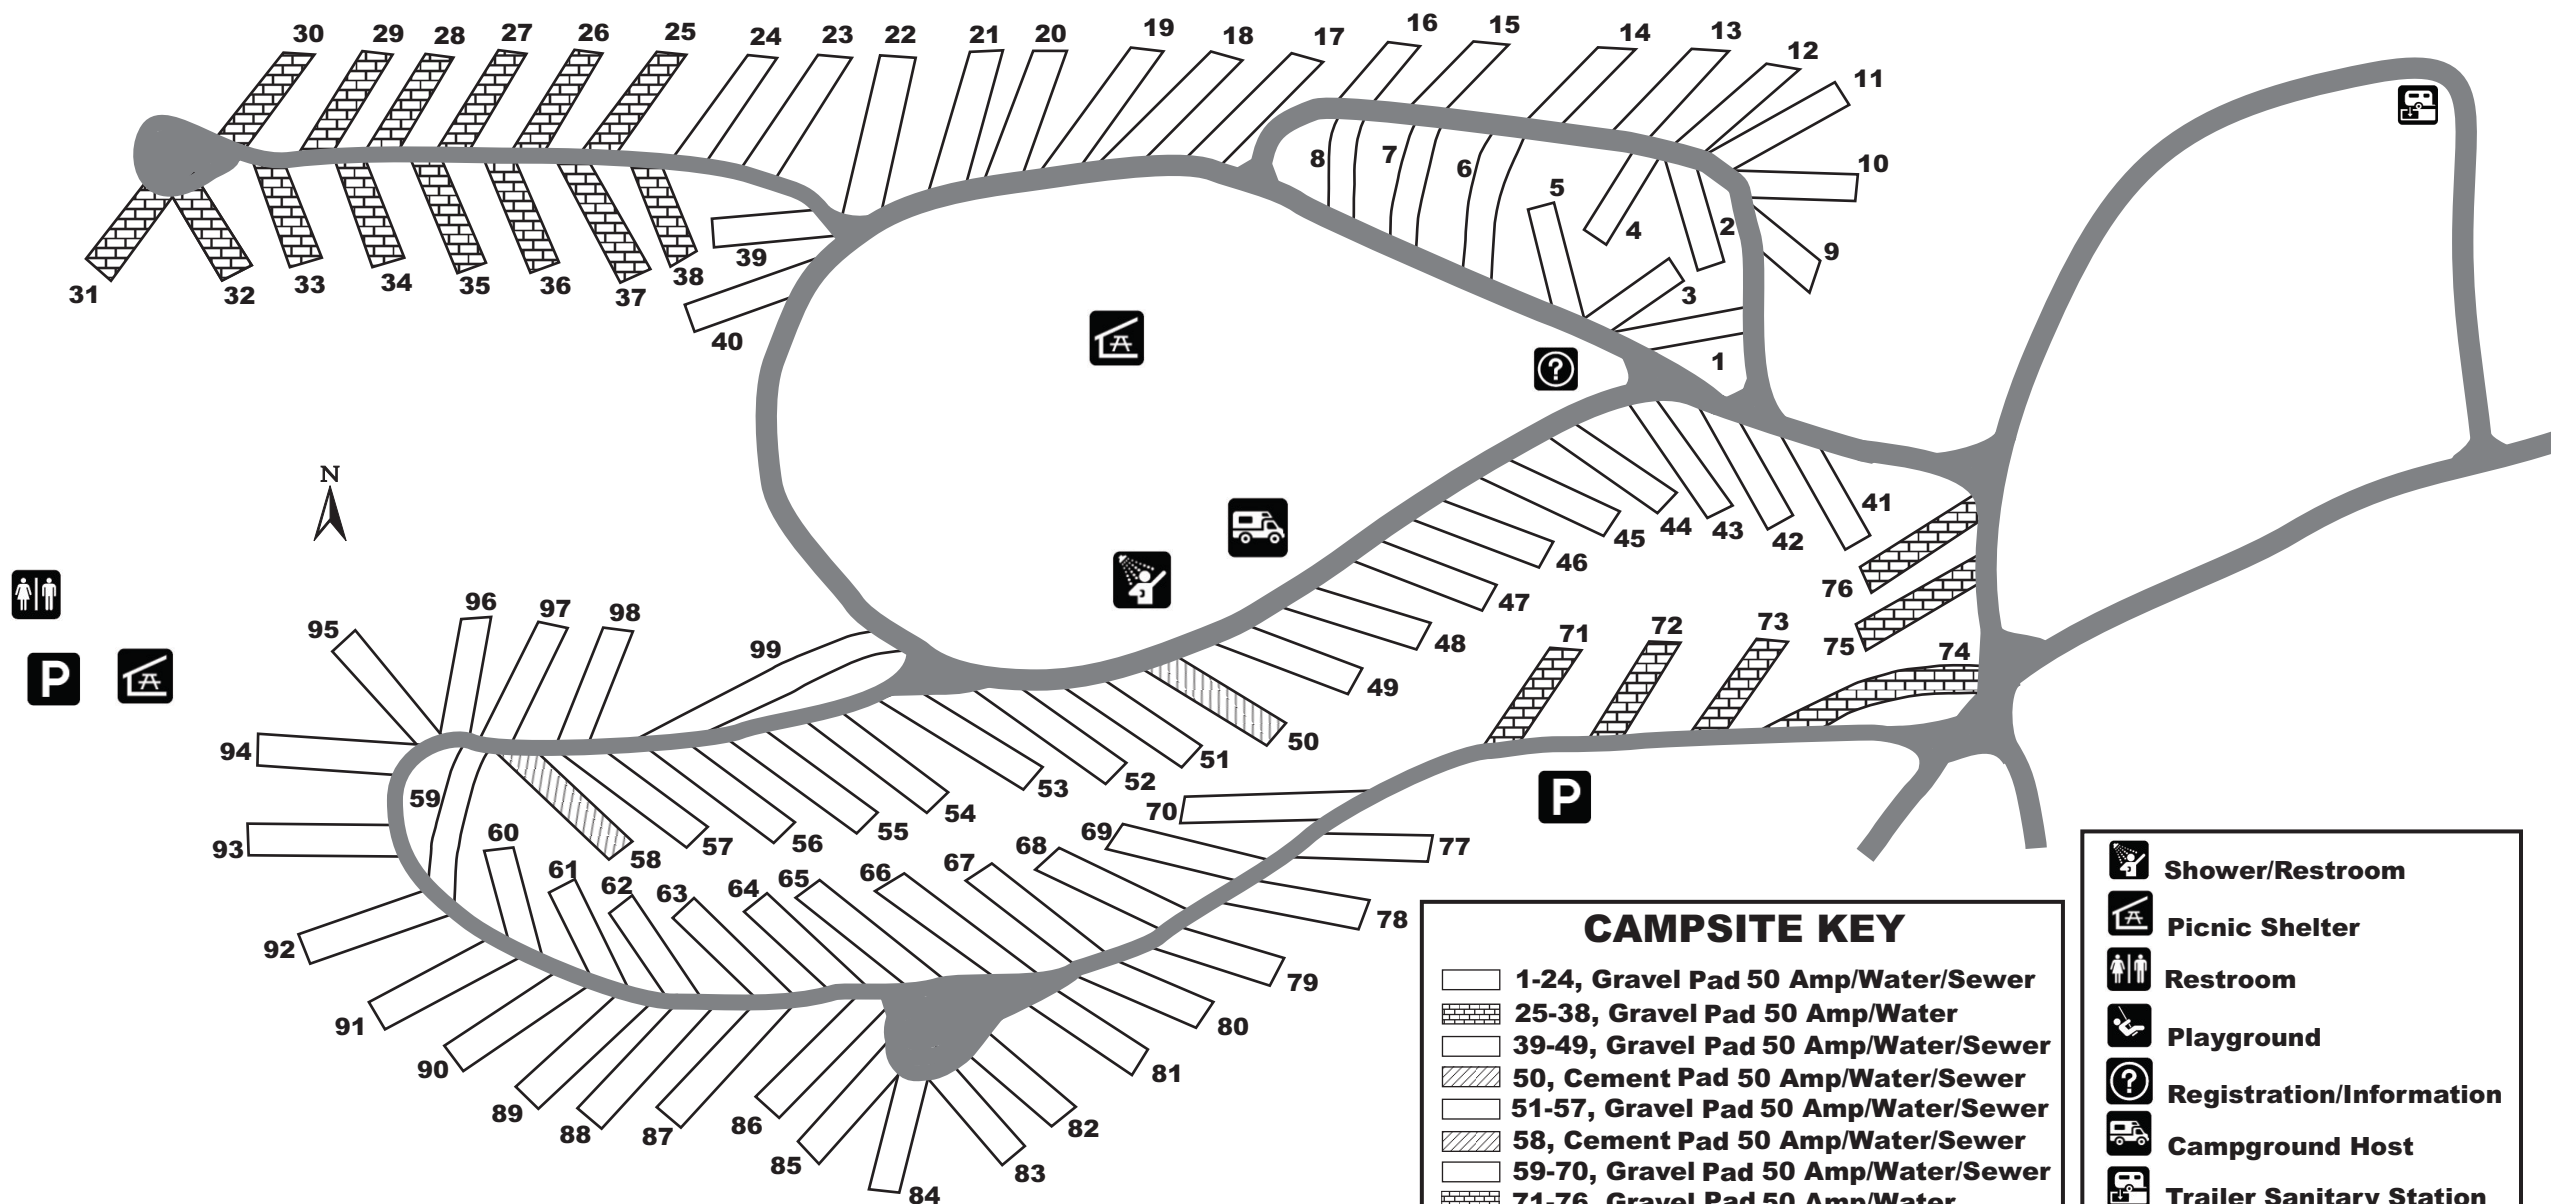 30 29 28 27 26 25 24 23 22 21 20 19 18 17 16 15 14 13 12 11
10
9
8 7 6 5 4 2
3
1
31 32 33 34 35 36 37 38 39
40
N
41
42
43
44
45
46
47
48
49
50
51
52
53
54
55
56
57
58
59
60
61
62
63
64
65
66
67
68
69
70
71 72 73
74
75
76
77
78
79
80
81
82
83
84
85
86
87
88
89
90
91
92
93
94
95
96 97 98
99
P
P
?
CAMPSITE KEY
1-24, Gravel Pad 50 Amp/Water/Sewer
25-38, Gravel Pad 50 Amp/Water
39-49, Gravel Pad 50 Amp/Water/Sewer
50, Cement Pad 50 Amp/Water/Sewer
51-57, Gravel Pad 50 Amp/Water/Sewer
58, Cement Pad 50 Amp/Water/Sewer
59-70, Gravel Pad 50 Amp/Water/Sewer
71-76, Gravel Pad 50 Amp/Water
Shower/Restroom
Picnic Shelter
Restroom
Playground
? Registration/Information
Campground Host
Trailer Sanitary Station